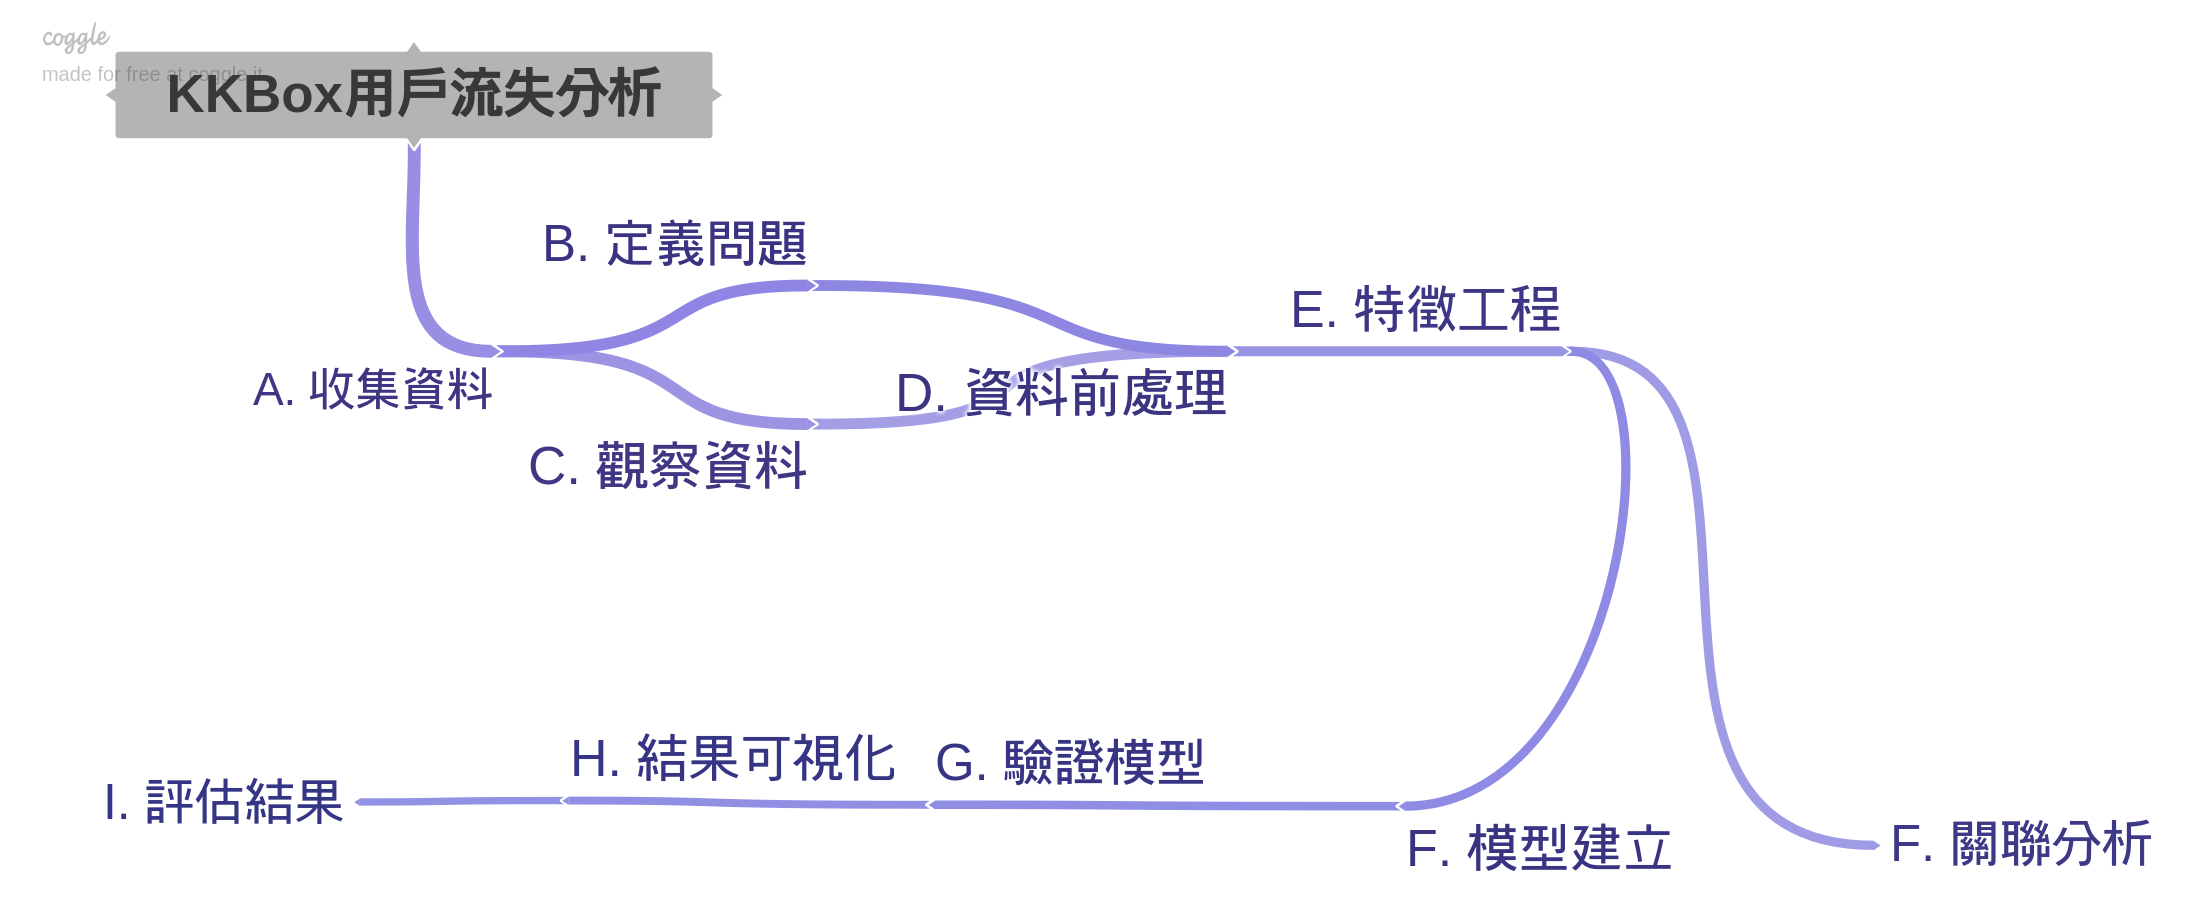 coggle
made for free at coggle.it
KKBox用戶流失分析
A. 收集資料
B. 定義問題
C. 觀察資料
D. 資料前處理
E. 特徵工程
F. 模型建立
F. 關聯分析
G. 驗證模型
H. 結果可視化
I. 評估結果